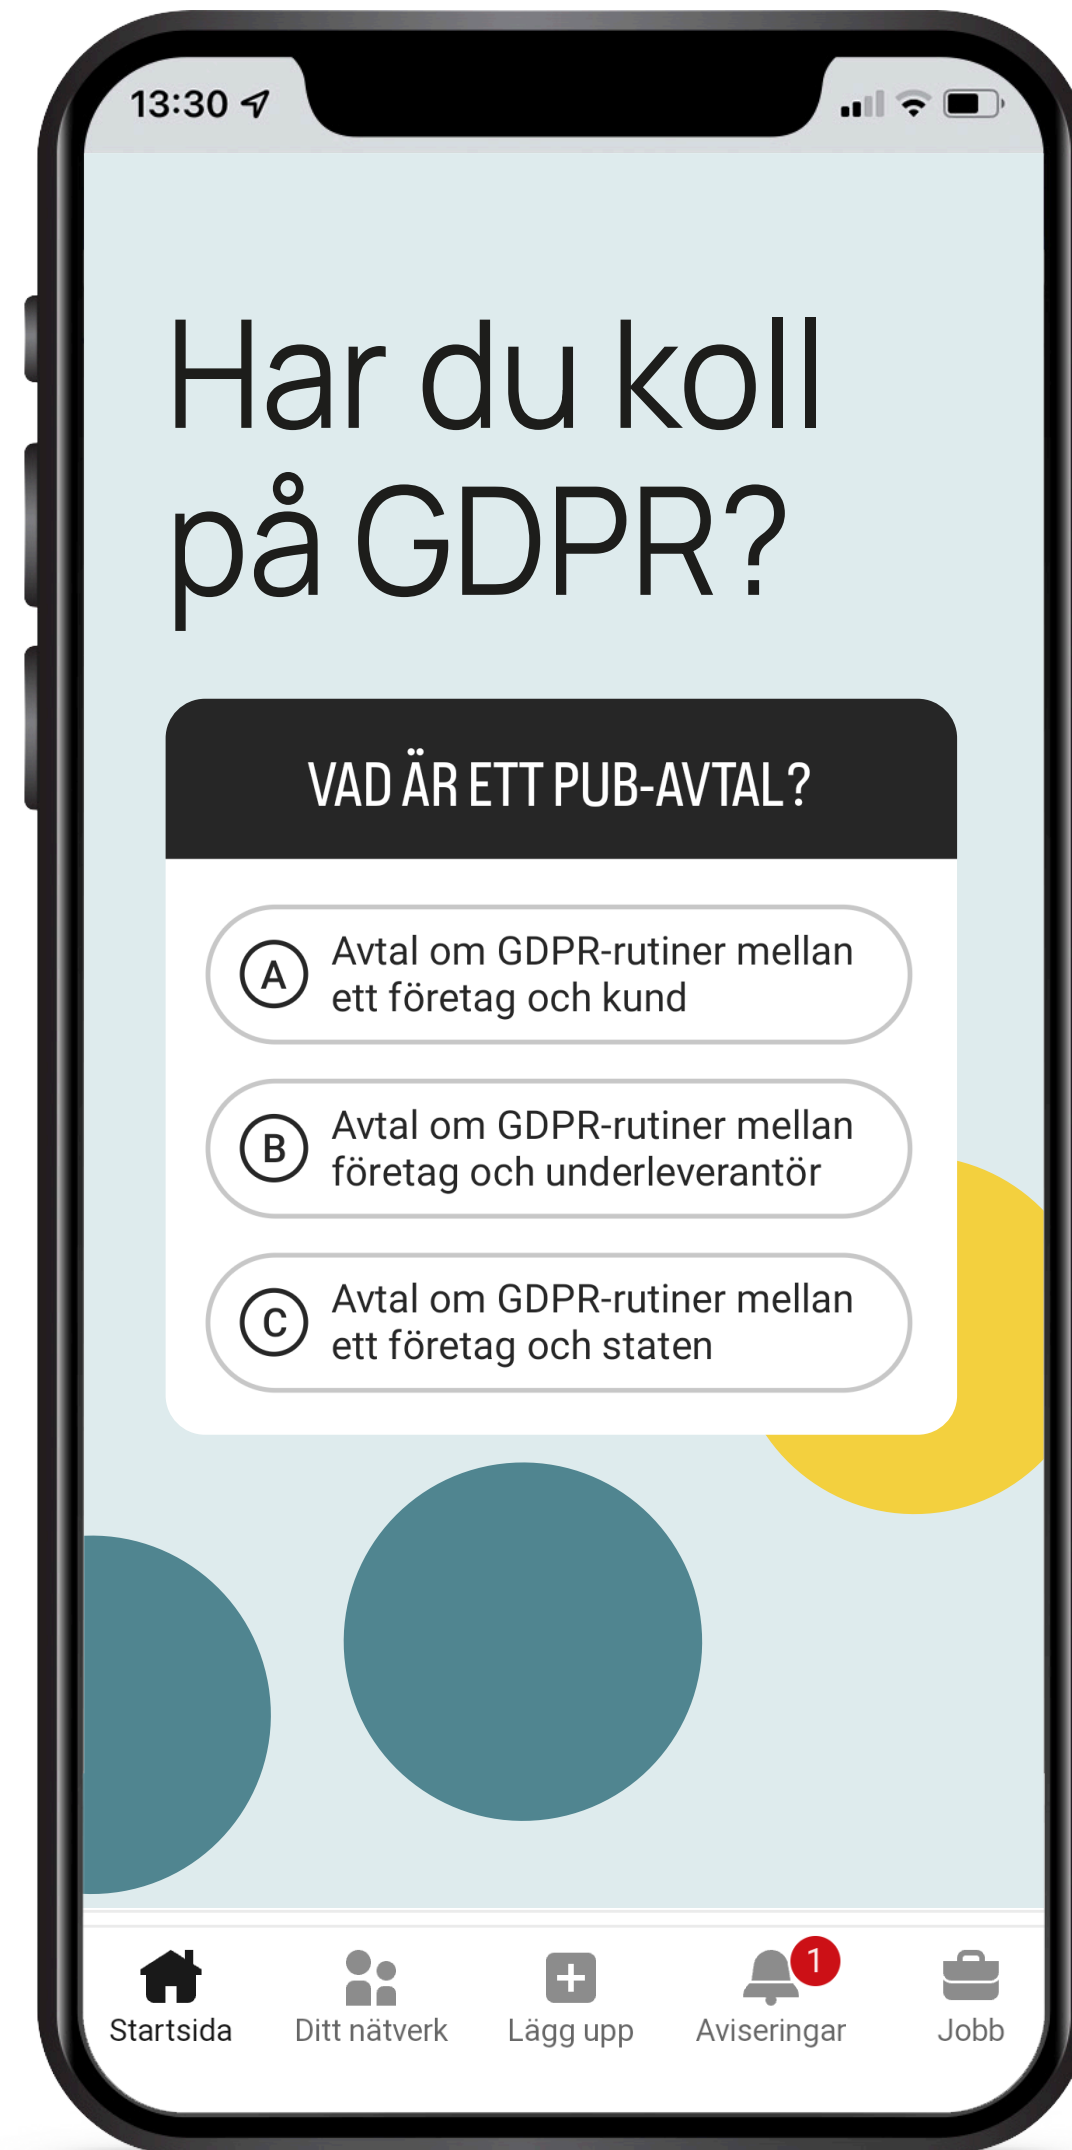 13:30
Har du koll
på GDPR?
VAD ÄR ETT PUB-AVTAL?
A
Avtal om GDPR-rutiner mellan
ett företag och kund
B
Avtal om GDPR-rutiner mellan
företag och underleverantör
C
Avtal om GDPR-rutiner mellan
ett företag och staten
1
Startsida
Ditt nätverk
Lägg upp
Aviseringar
Jobb